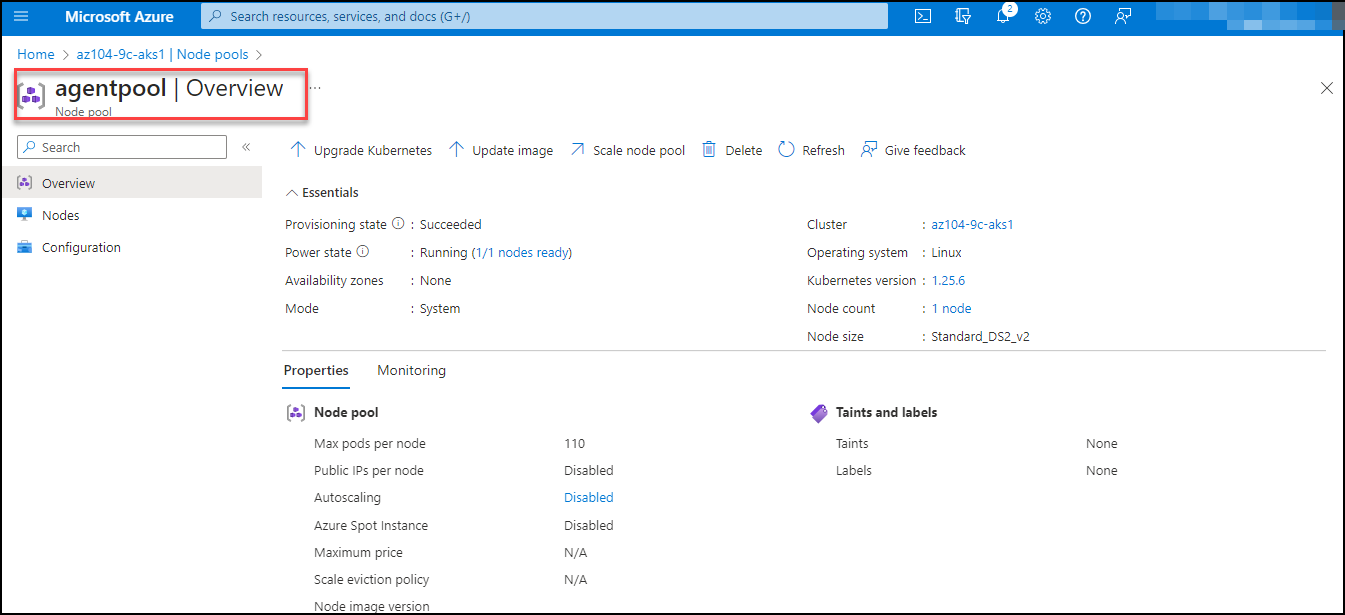 Microsoft Azure
Search resources, services, and docs (G+/)
2
Home > az104-9c-aks1 | Node pools >
agentpool | Overview ...
Node pool
Search «
Overview
Nodes
Configuration
Upgrade Kubernetes Update image Scale node pool Delete Refresh Give feedback
Essentials
Provisioning state : Succeeded
Power state : Running (1/1 nodes ready)
Availability zones : None
Mode : System
Cluster : az104-9c-aks1
Operating system : Linux
Kubernetes version : 1.25.6
Node count : 1 node
Node size : Standard_DS2_v2
Properties Monitoring
Node pool
Max pods per node 110
Public IPs per node Disabled
Autoscaling Disabled
Azure Spot Instance Disabled
Maximum price N/A
Scale eviction policy N/A
Node image version
Taints and labels
Taints None
Labels None